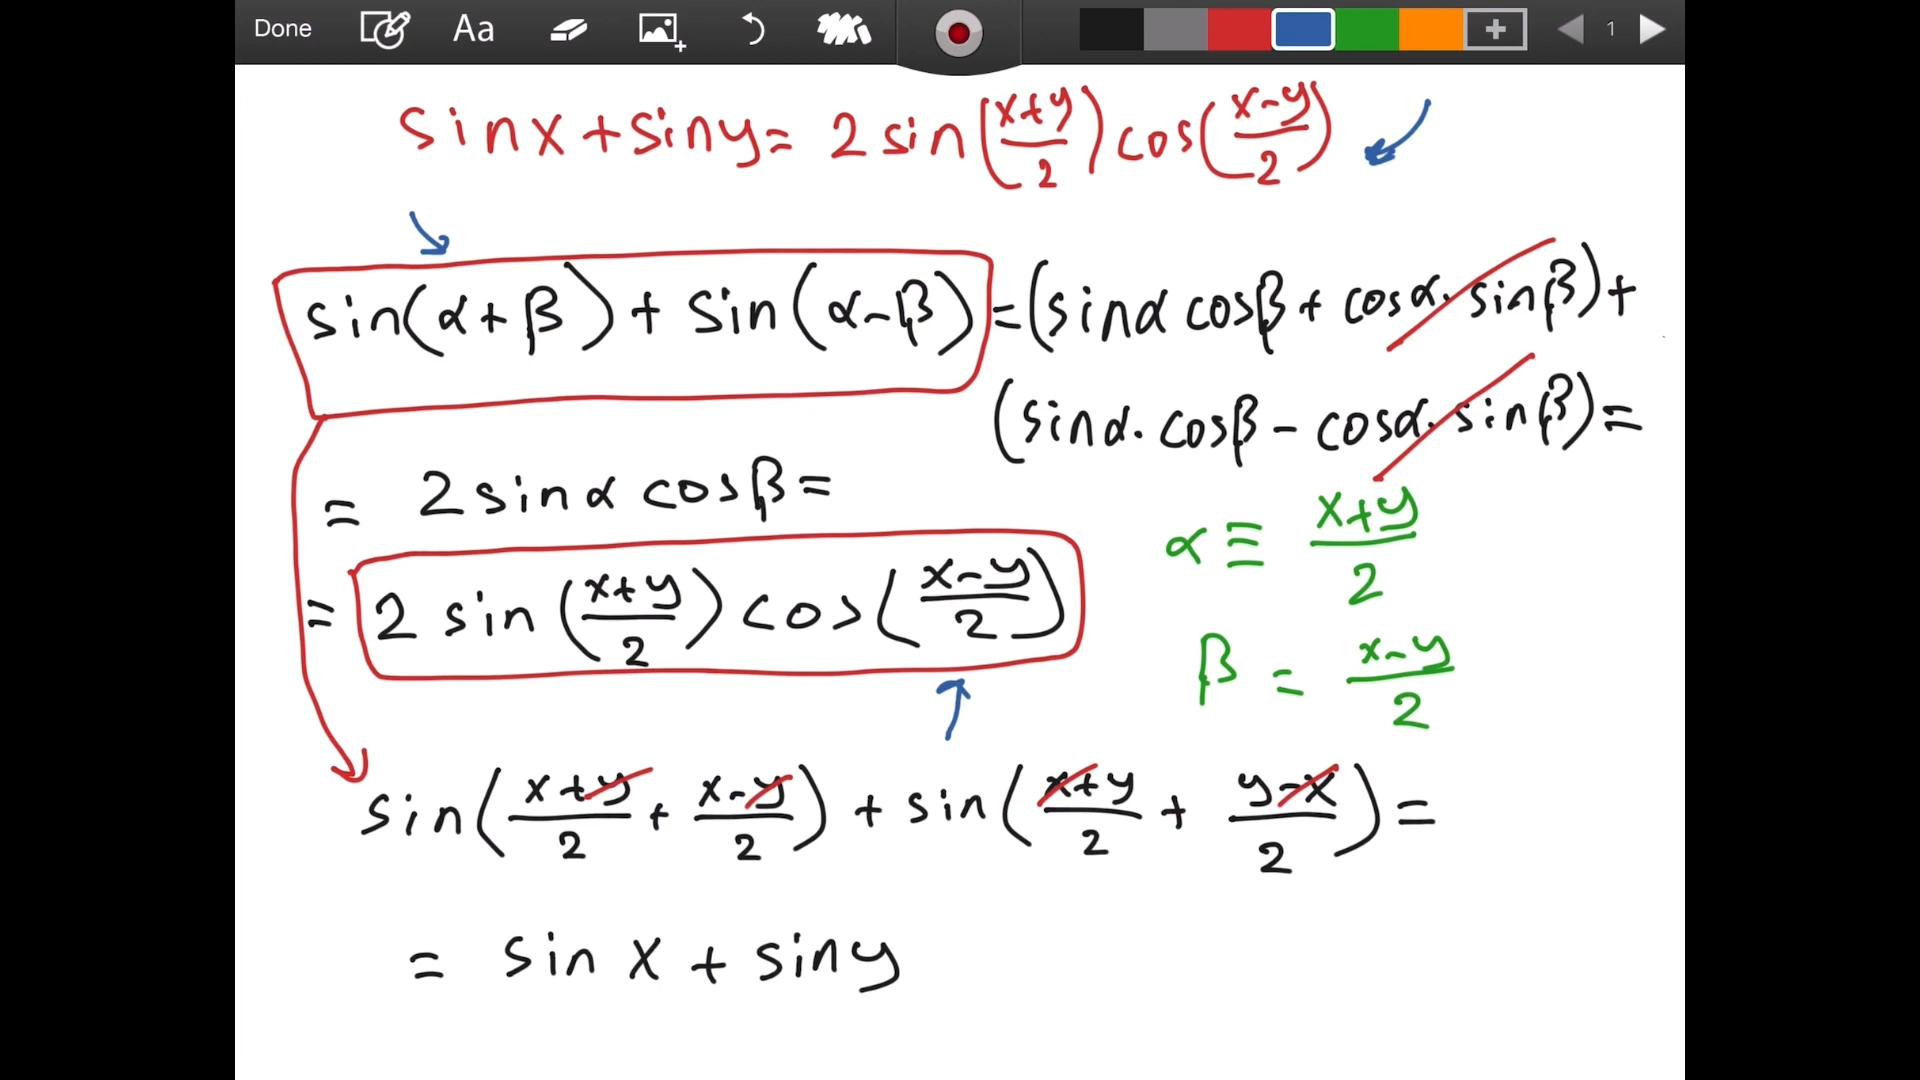 Done Aa 1
sinx+siny= 2sin(x+y/2)cos(x-y/2)
sin(α+β)+sin(α-β)=(sinα cosβ+cosα.sinβ)+
(sinα.cosβ-cosα.sinβ)=
= 2sinα cosβ=
α≡ x+y/2
= 2 sin(x+y/2)cos(x-y/2)
β = x-y/2
sin(x+y/2+x-y/2)+sin(x+y/2+y-x/2)=
= sin x + siny